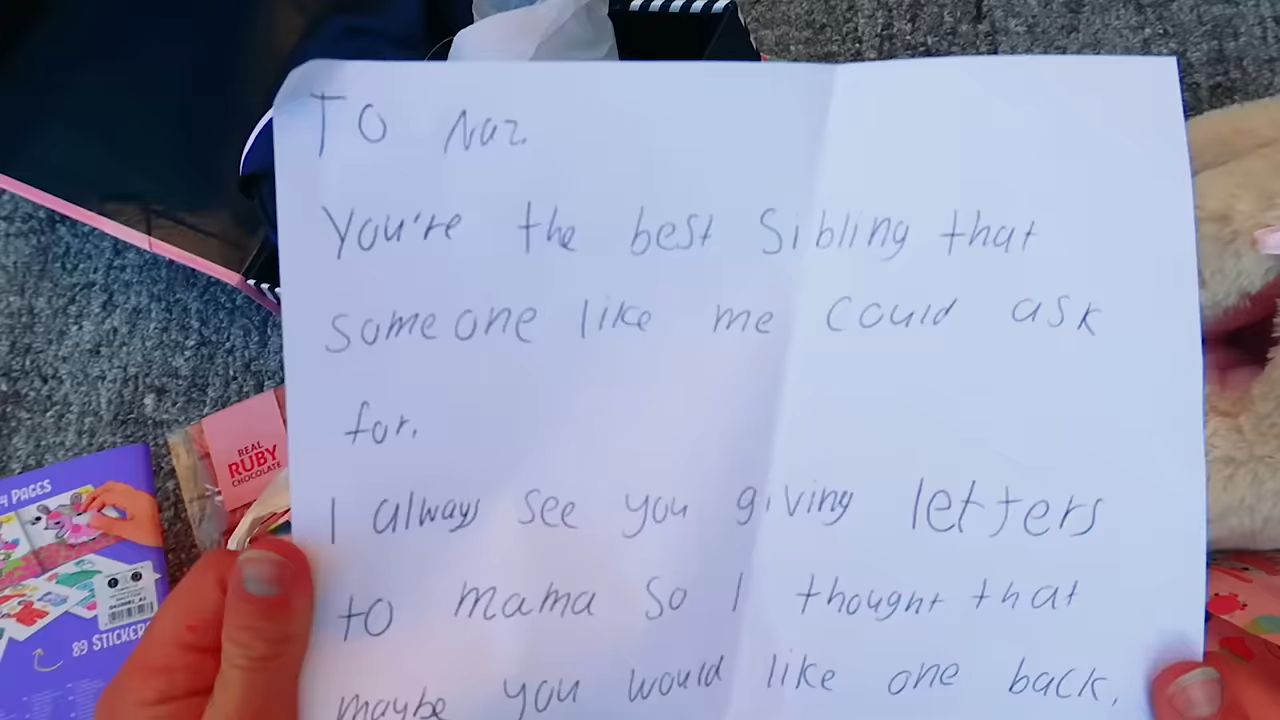 To Naz.
You're the best Sibling that
someone like me could ask
for.
I always see you giving letters
to mama so I thought that
maybe you would like one back.
REAL
RUBY
CHOCOLATE
4 PAGES
89 STICKERS